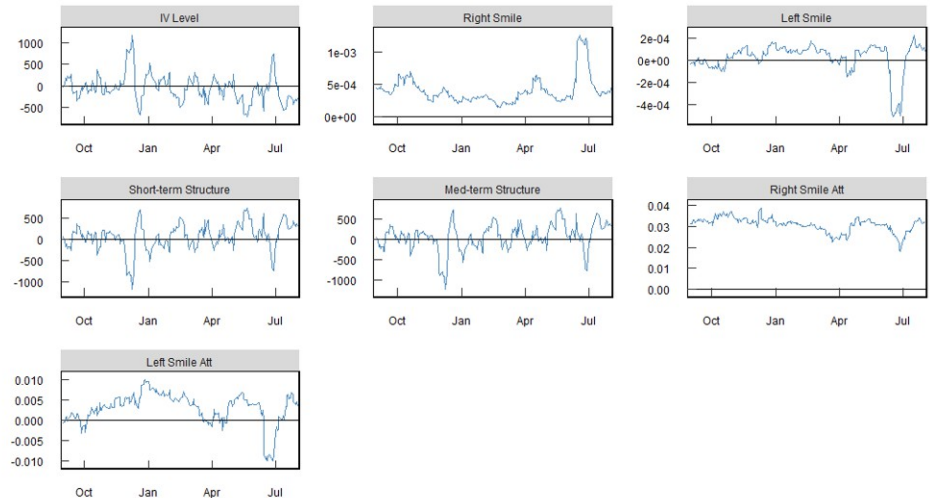 IV Level
1000
500
0
-500
Oct Jan Apr Jul
Right Smile
1e-03
5e-04
0e+00
Oct Jan Apr Jul
Left Smile
2e-04
0e+00
-2e-04
-4e-04
Oct Jan Apr Jul
Short-term Structure
500
0
-500
-1000
Oct Jan Apr Jul
Med-term Structure
500
0
-500
-1000
Oct Jan Apr Jul
Right Smile Att
0.04
0.03
0.02
0.01
0.00
Oct Jan Apr Jul
Left Smile Att
0.010
0.005
0.000
-0.005
-0.010
Oct Jan Apr Jul